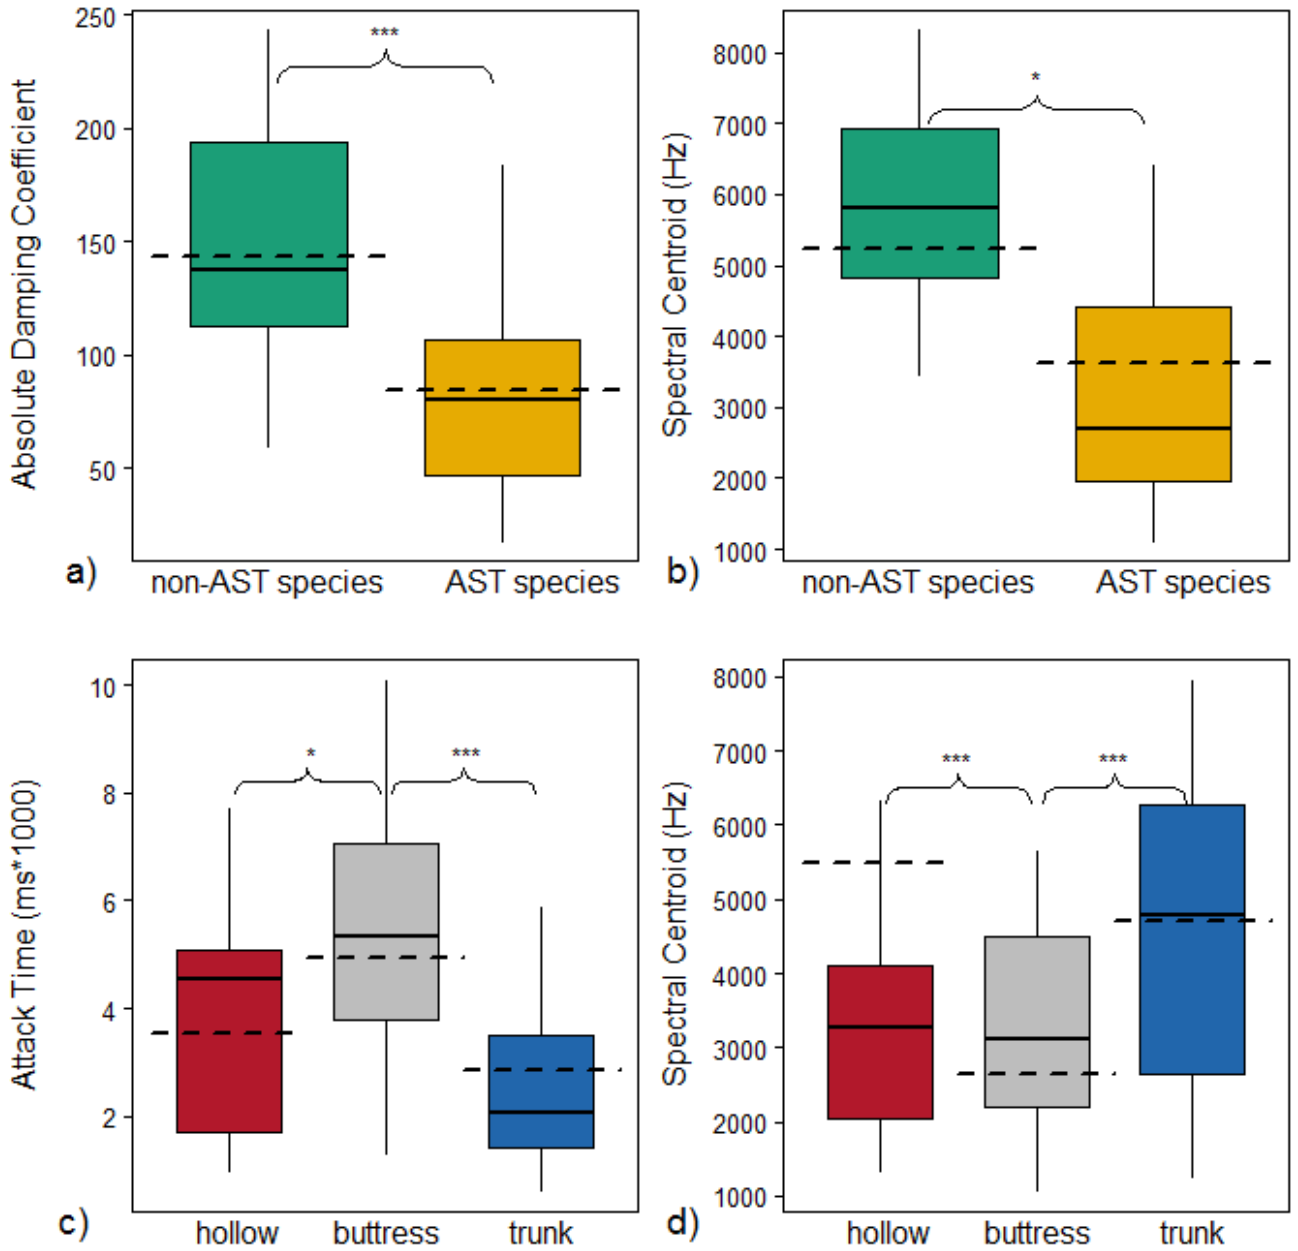 Absolute Damping Coefficient
250
200
150
100
50
***
a)
non-AST species
AST species
Spectral Centroid (Hz)
8000
7000
6000
5000
4000
3000
2000
1000
*
b)
non-AST species
AST species
Attack Time (ms*1000)
10
8
6
4
2
*
***
c)
hollow
buttress
trunk
Spectral Centroid (Hz)
8000
7000
6000
5000
4000
3000
2000
1000
***
***
d)
hollow
buttress
trunk